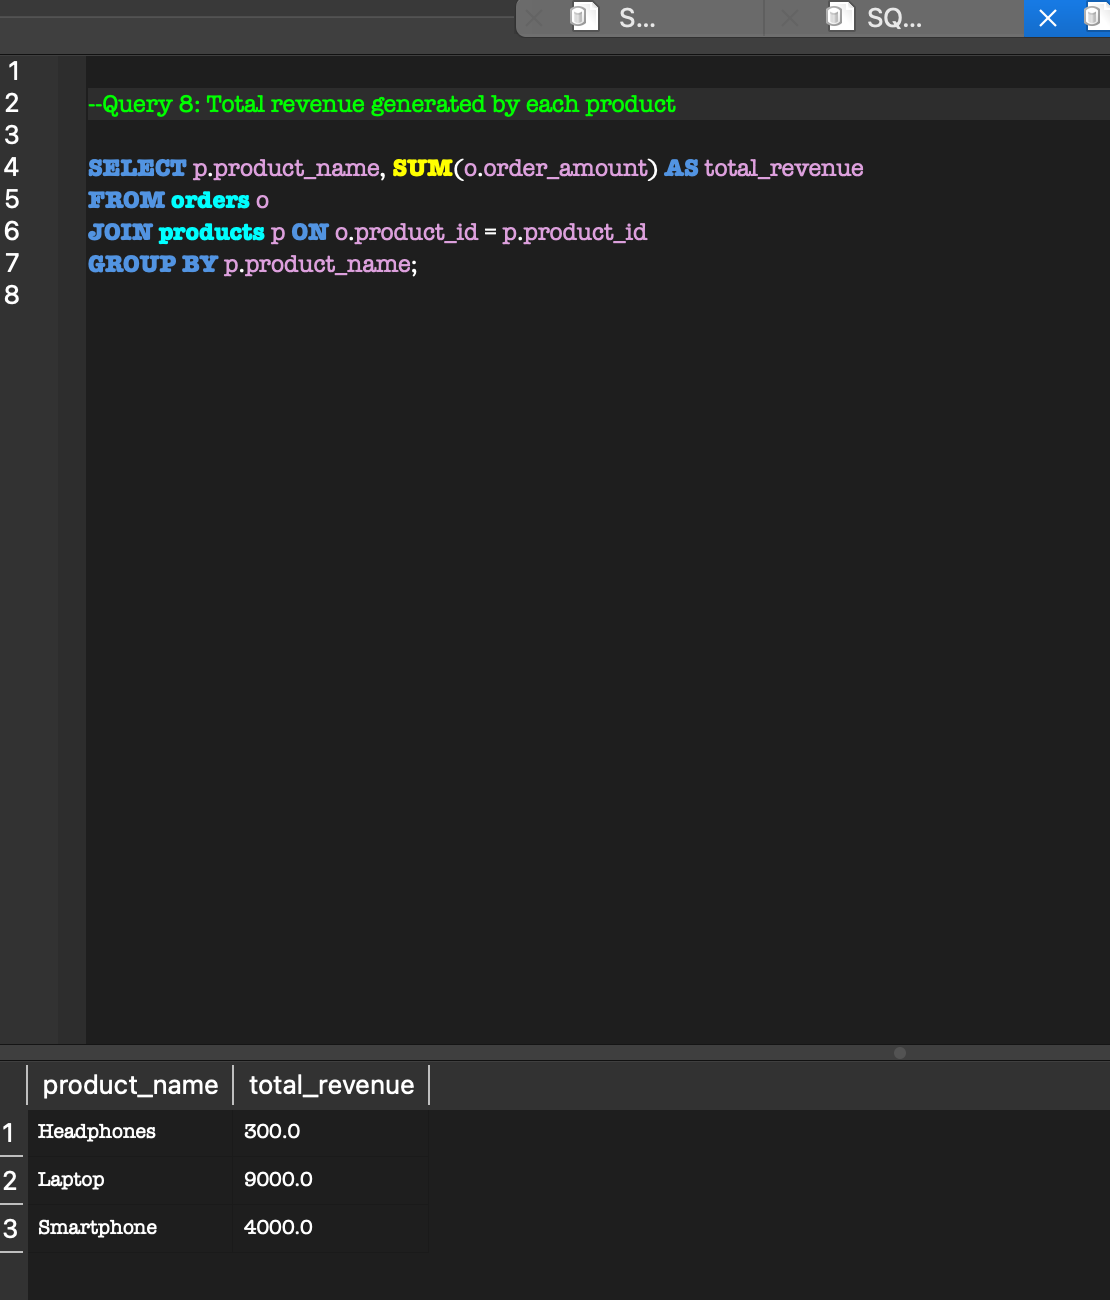 S... SQ...
1
2 --Query 8: Total revenue generated by each product
3
4 SELECT p.product_name, SUM(o.order_amount) AS total_revenue
5 FROM orders o
6 JOIN products p ON o.product_id = p.product_id
7 GROUP BY p.product_name;
8
product_name total_revenue
1 Headphones 300.0
2 Laptop 9000.0
3 Smartphone 4000.0